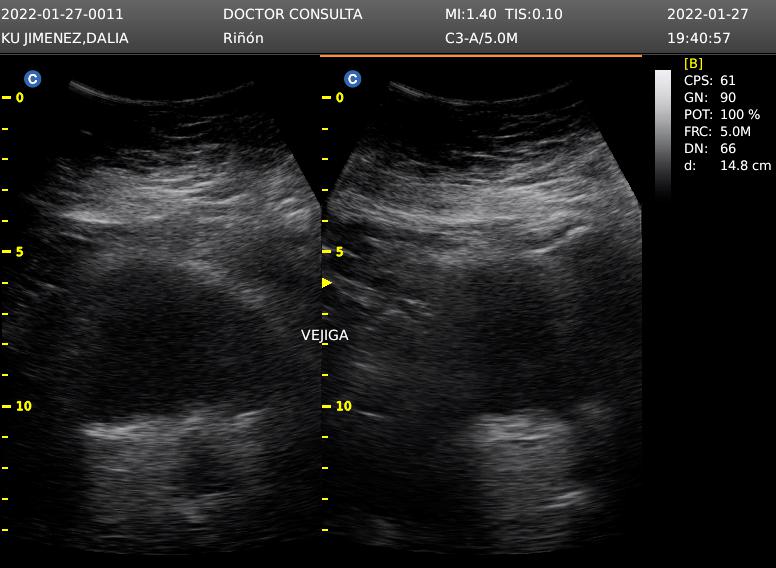 2022-01-27-0011 DOCTOR CONSULTA MI:1.40 TIS:0.10 2022-01-27
KU JIMENEZ,DALIA Riñón C3-A/5.0M 19:40:57
C C
[B]
CPS: 61
GN: 90
POT: 100 %
FRC: 5.0M
DN: 66
d: 14.8 cm
0 0
5 5
VEJIGA
10 10